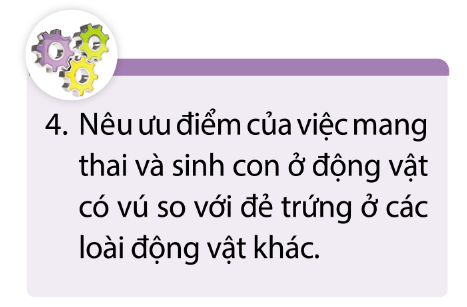 4. Nêu ưu điểm của việc mang
thai và sinh con ở động vật
có vú so với đẻ trứng ở các
loài động vật khác.